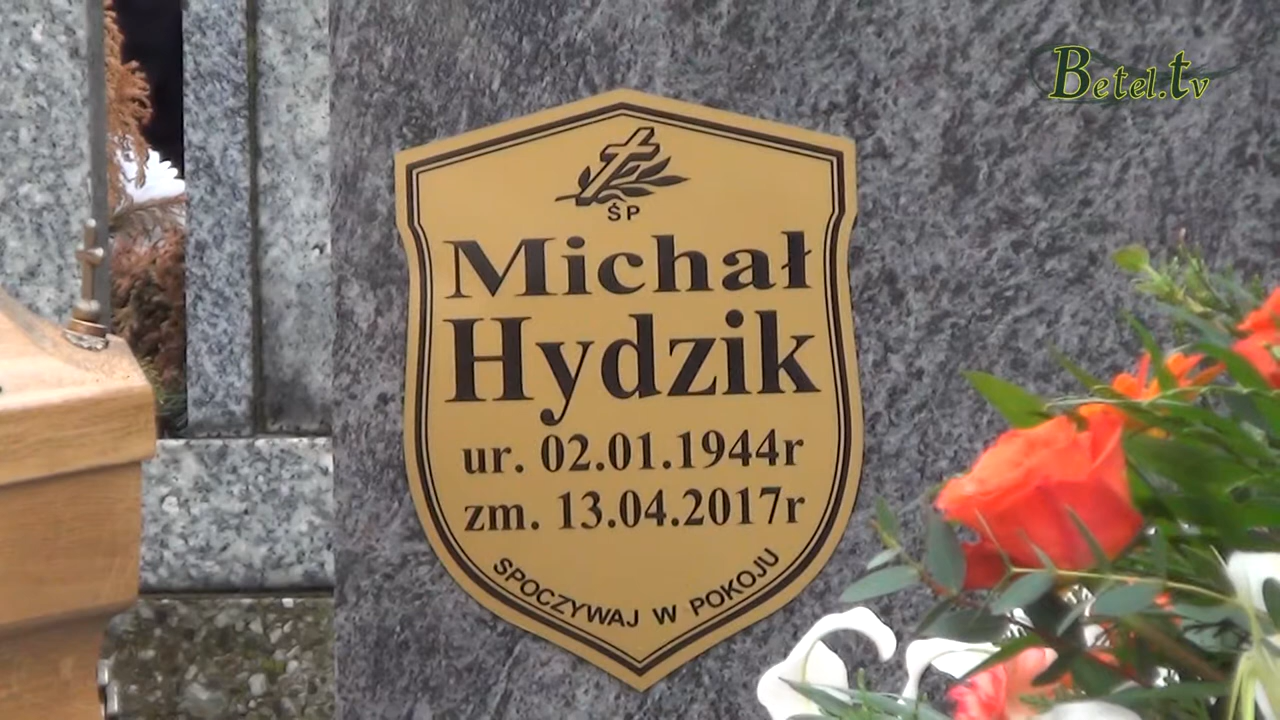 Betel.tv
ŚP
Michał
Hydzik
ur. 02.01.1944r
zm. 13.04.2017r
SPOCZYWAJ W POKOJU